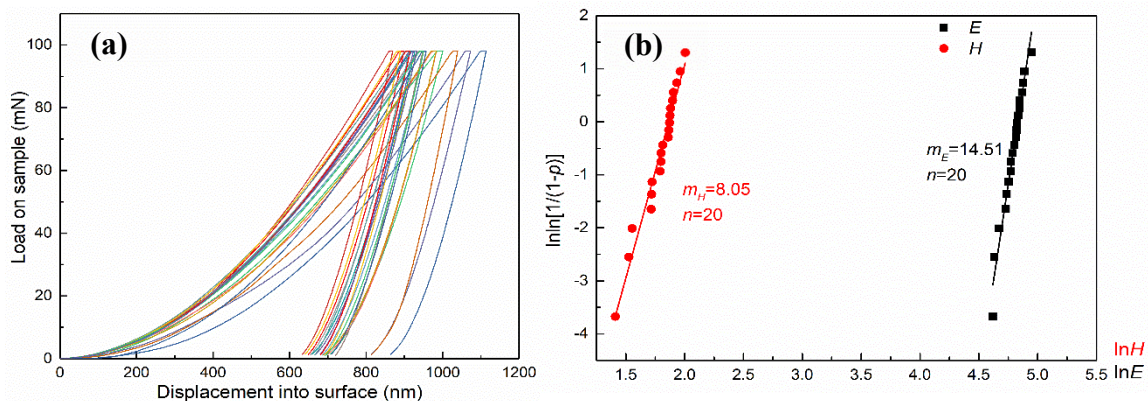 (a)
Load on sample (mN)
100
80
60
40
20
0
0 200 400 600 800 1000 1200
Displacement into surface (nm)
(b)
E
H
lnln[1/(1-p)]
2
1
0
-1
-2
-3
-4
m_H=8.05
n=20
m_E=14.51
n=20
1.5 2.0 2.5 3.0 3.5 4.0 4.5 5.0 5.5
lnH
lnE